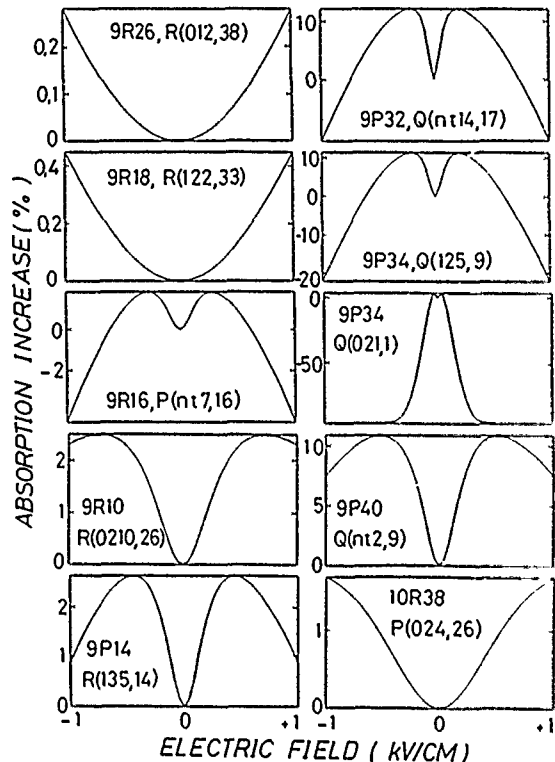 ABSORPTION INCREASE (%)
0,3
0,2
0,1
0
9R26, R(012,38)
0
9P32, Q(nt14,17)
0,4
0,2
0
9R18, R(122,33)
10
0
-10
-20
9P34, Q(125,9)
0
-2
-4
9R16, P(nt7,16)
0
-50
9P34
Q(021,1)
2
1
0
9R10
R(0210,26)
10
5
0
9P40
Q(nt2,9)
2
1
0
9P14
R(135,14)
1
0
10R38
P(024,26)
-1 0 +1
-1 0 +1
ELECTRIC FIELD ( KV/CM)